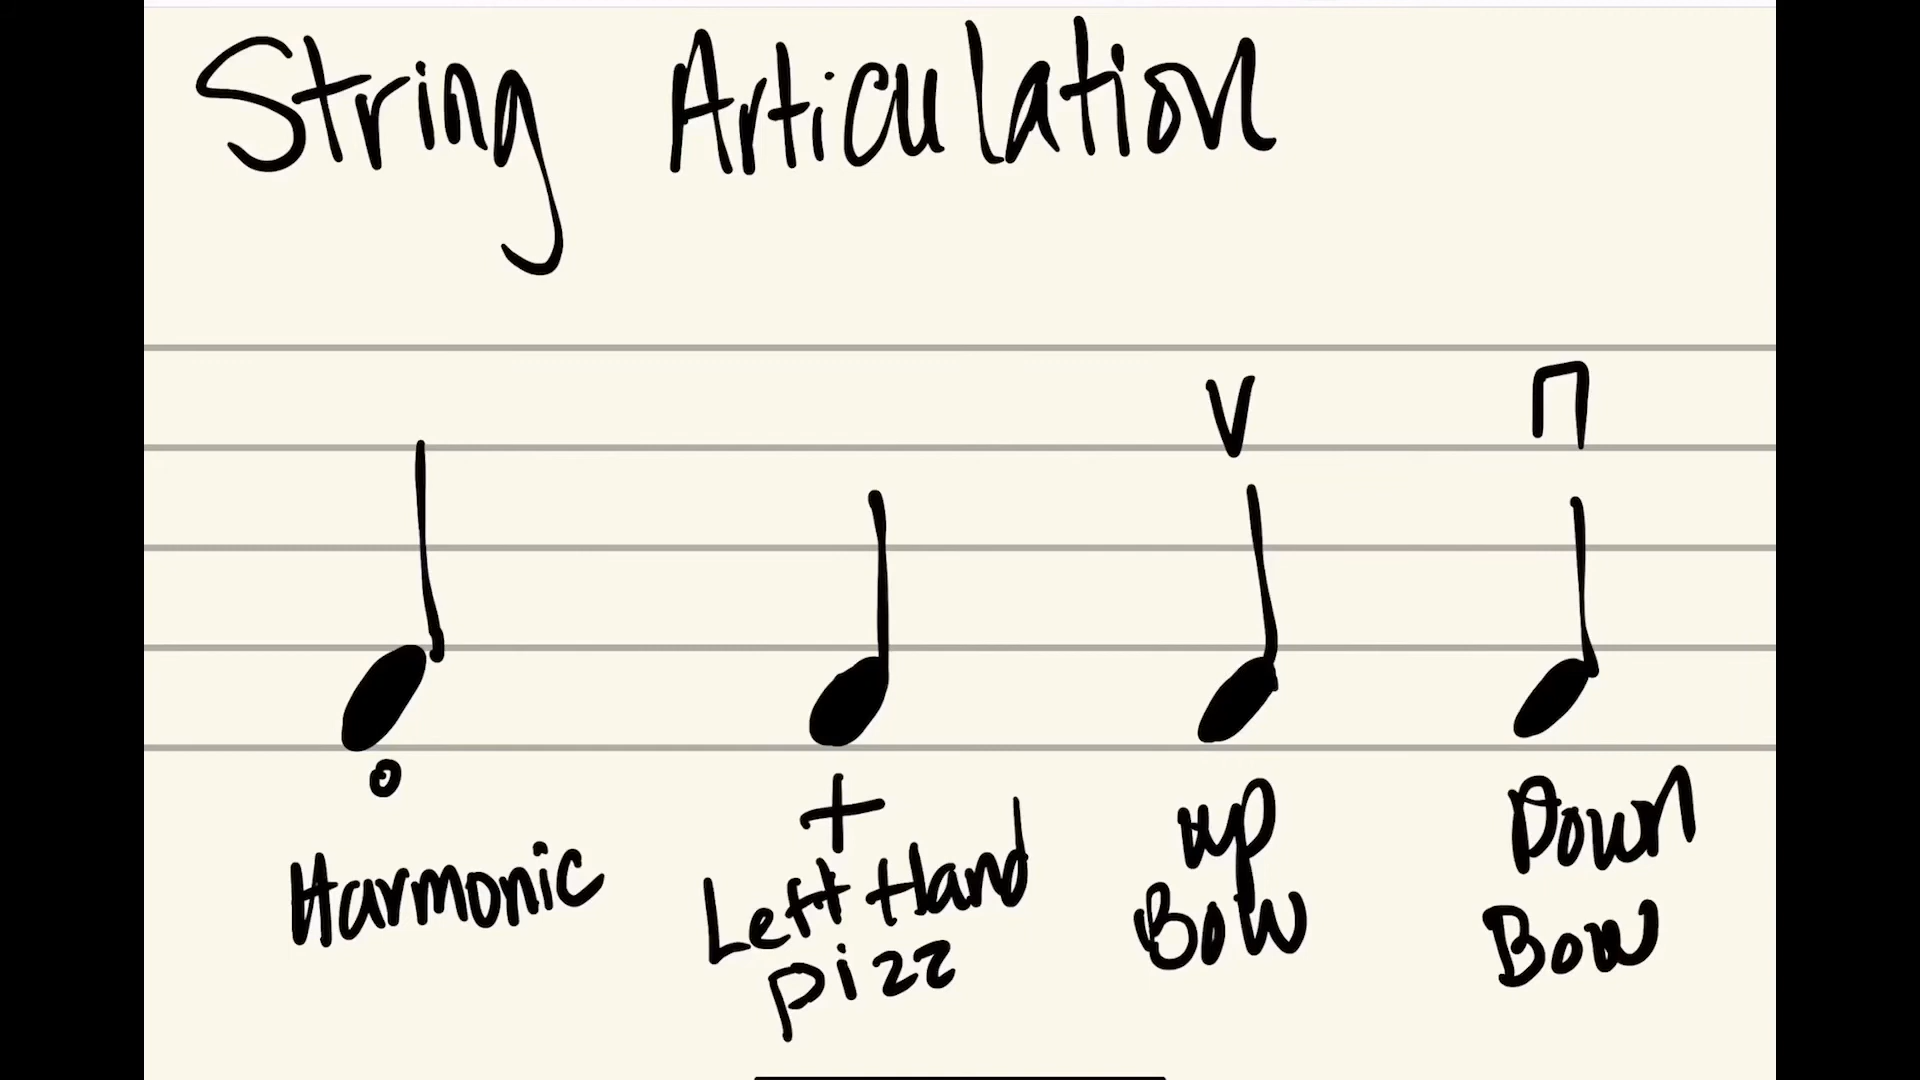 String Articulation
V
Harmonic
+
Left Hand
pizz
up
Bow
Down
Bow